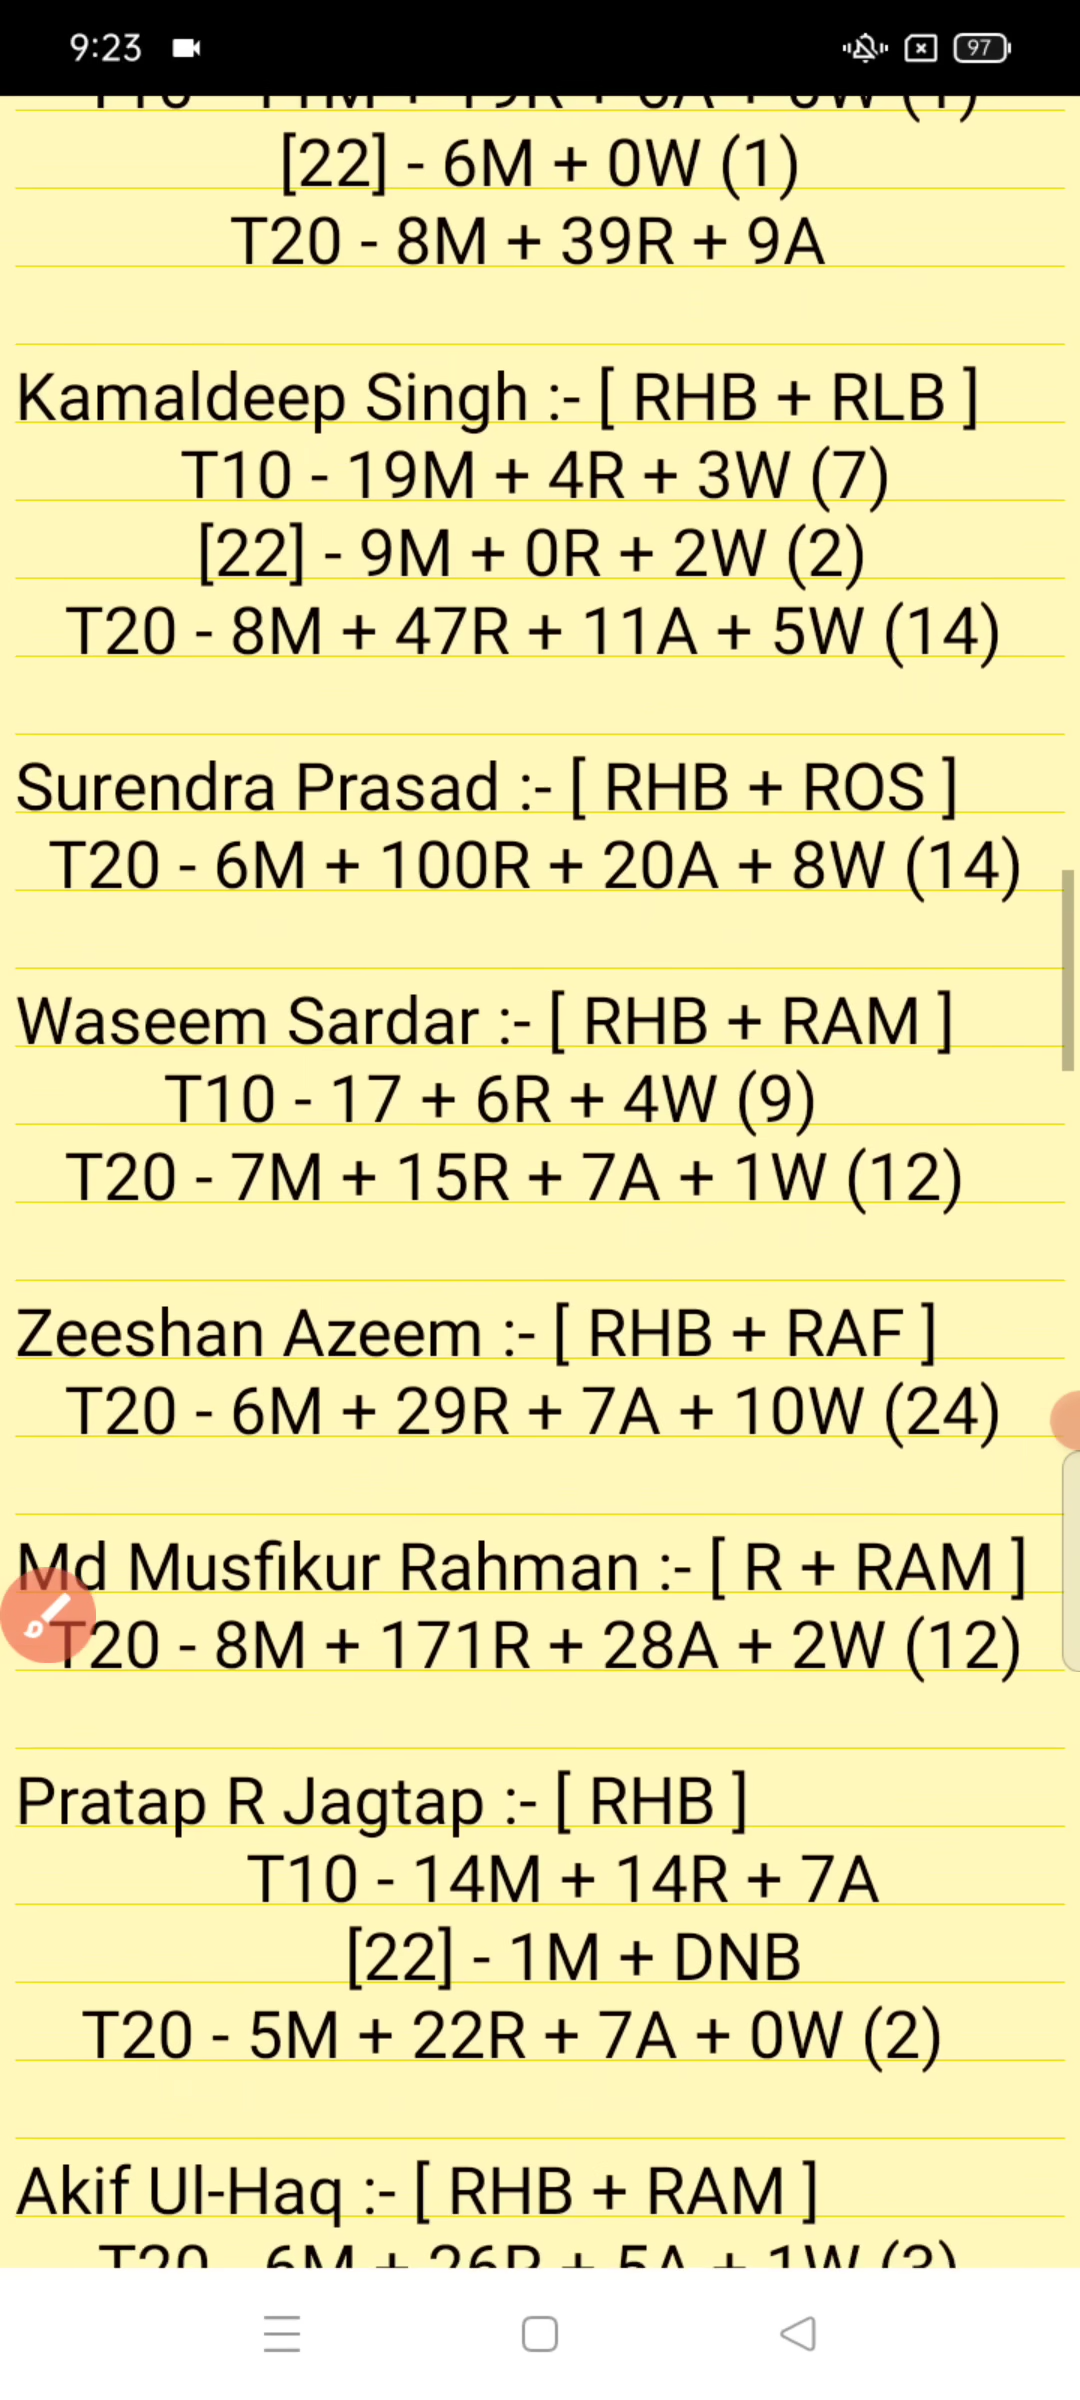 9:23
97
[22] - 6M + 0W (1)
T20 - 8M + 39R + 9A
Kamaldeep Singh :- [ RHB + RLB ]
T10 - 19M + 4R + 3W (7)
[22] - 9M + 0R + 2W (2)
T20 - 8M + 47R + 11A + 5W (14)
Surendra Prasad :- [ RHB + ROS ]
T20 - 6M + 100R + 20A + 8W (14)
Waseem Sardar :- [ RHB + RAM ]
T10 - 17 + 6R + 4W (9)
T20 - 7M + 15R + 7A + 1W (12)
Zeeshan Azeem :- [ RHB + RAF ]
T20 - 6M + 29R + 7A + 10W (24)
Md Musfikur Rahman :- [ R + RAM ]
T20 - 8M + 171R + 28A + 2W (12)
Pratap R Jagtap :- [ RHB ]
T10 - 14M + 14R + 7A
[22] - 1M + DNB
T20 - 5M + 22R + 7A + 0W (2)
Akif Ul-Haq :- [ RHB + RAM ]